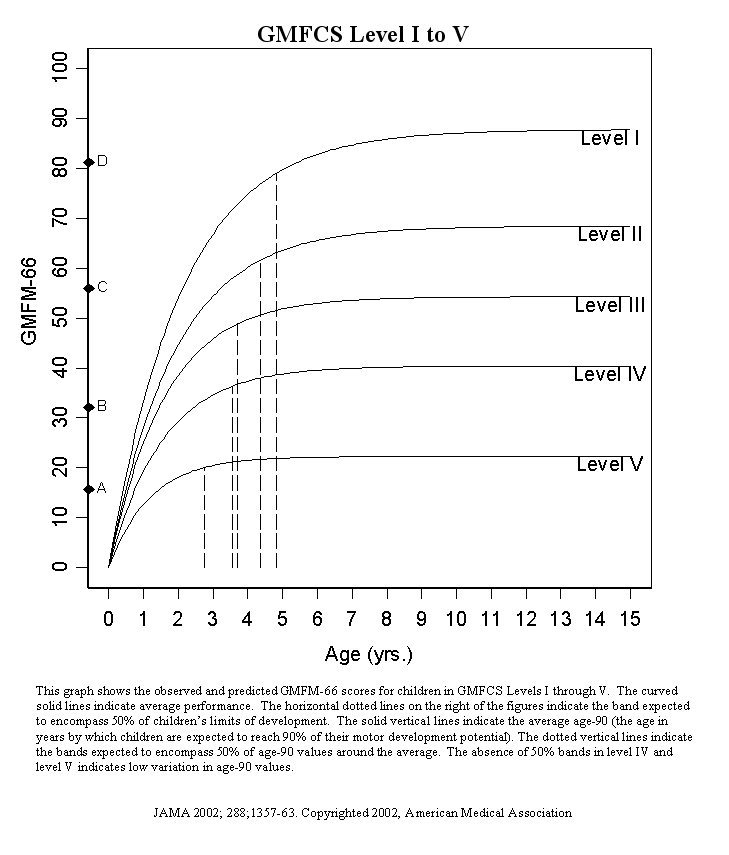 GMFCS Level I to V
100
90
80
70
60
50
40
30
20
10
0
GMFM-66
D
C
B
A
Level I
Level II
Level III
Level IV
Level V
0 1 2 3 4 5 6 7 8 9 10 11 12 13 14 15
Age (yrs.)
This graph shows the observed and predicted GMFM-66 scores for children in GMFCS Levels I through V. The curved
solid lines indicate average performance. The horizontal dotted lines on the right of the figures indicate the band expected
to encompass 50% of children's limits of development. The solid vertical lines indicate the average age-90 (the age in
years by which children are expected to reach 90% of their motor development potential). The dotted vertical lines indicate
the bands expected to encompass 50% of age-90 values around the average. The absence of 50% bands in level IV and
level V indicates low variation in age-90 values.
JAMA 2002; 288;1357-63. Copyrighted 2002, American Medical Association